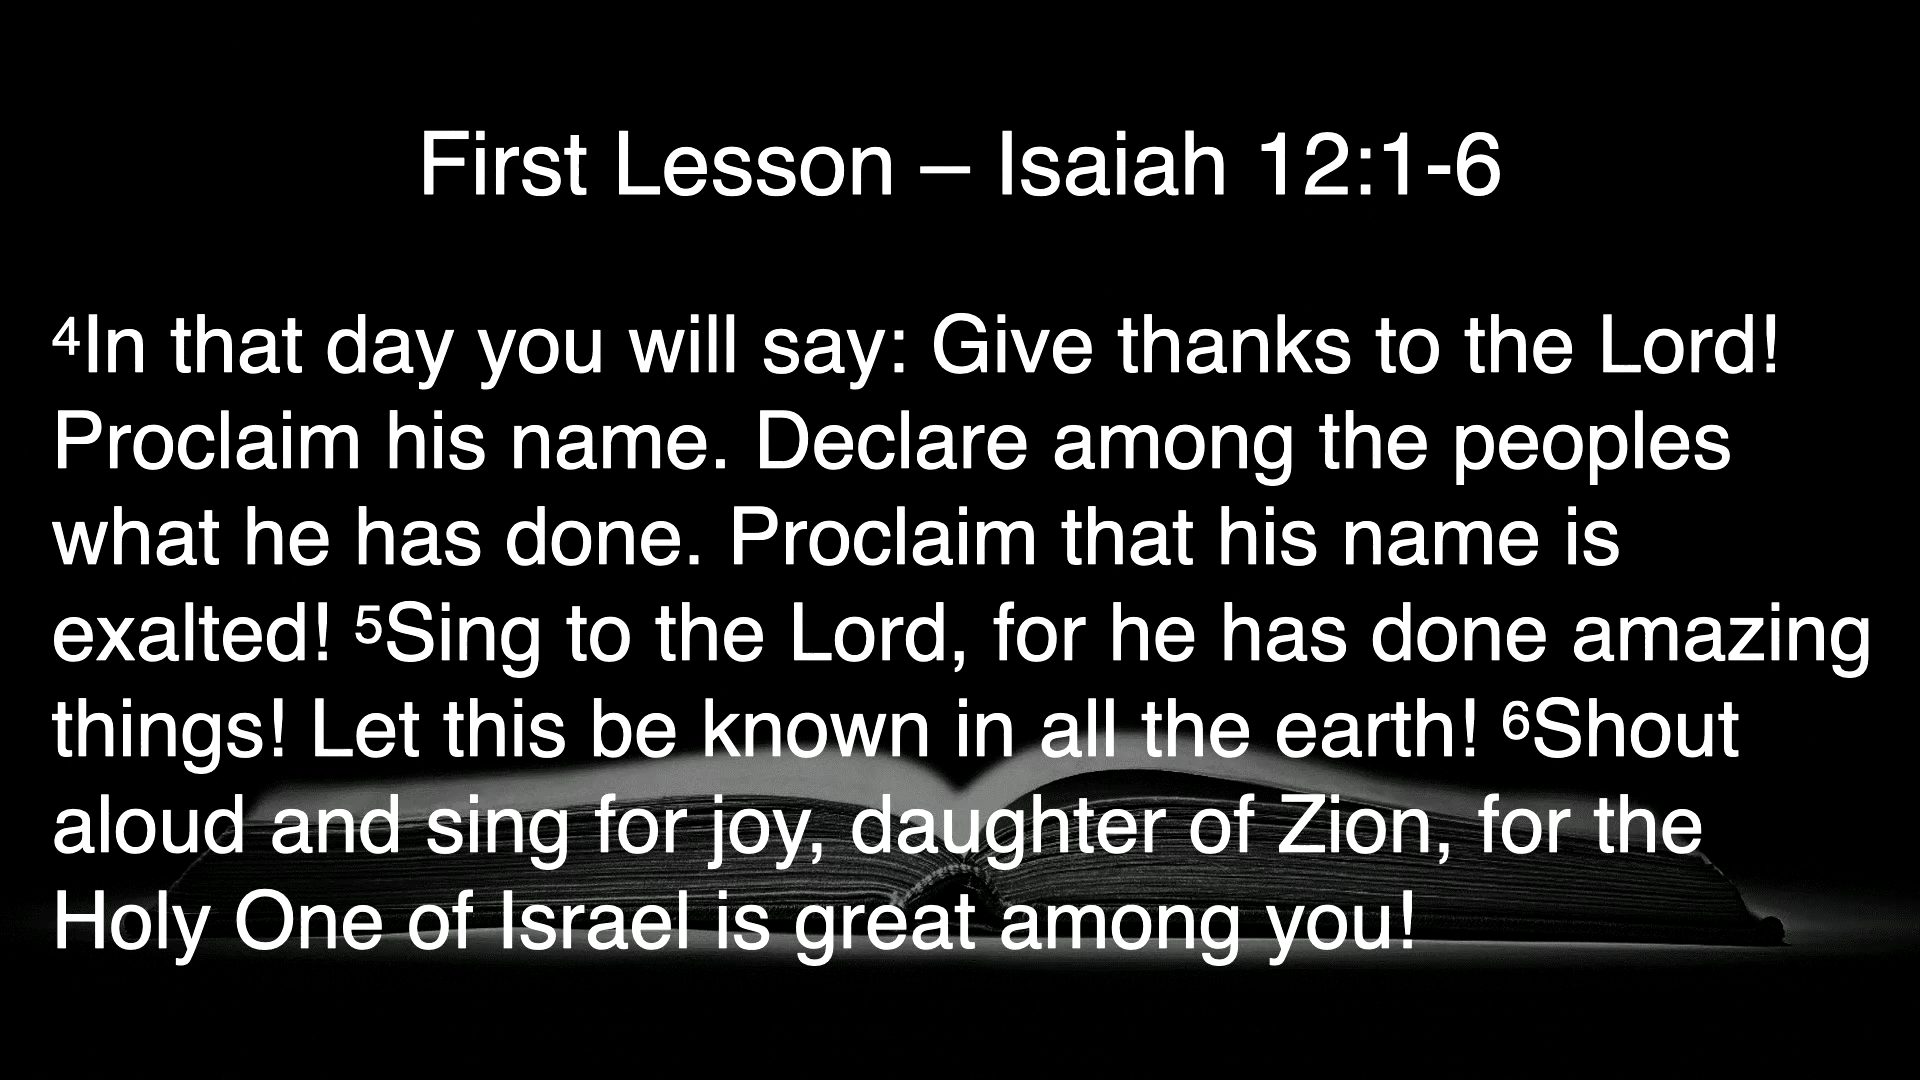 First Lesson – Isaiah 12:1-6
⁴In that day you will say: Give thanks to the Lord!
Proclaim his name. Declare among the peoples
what he has done. Proclaim that his name is
exalted! ⁵Sing to the Lord, for he has done amazing
things! Let this be known in all the earth! ⁶Shout
aloud and sing for joy, daughter of Zion, for the
Holy One of Israel is great among you!